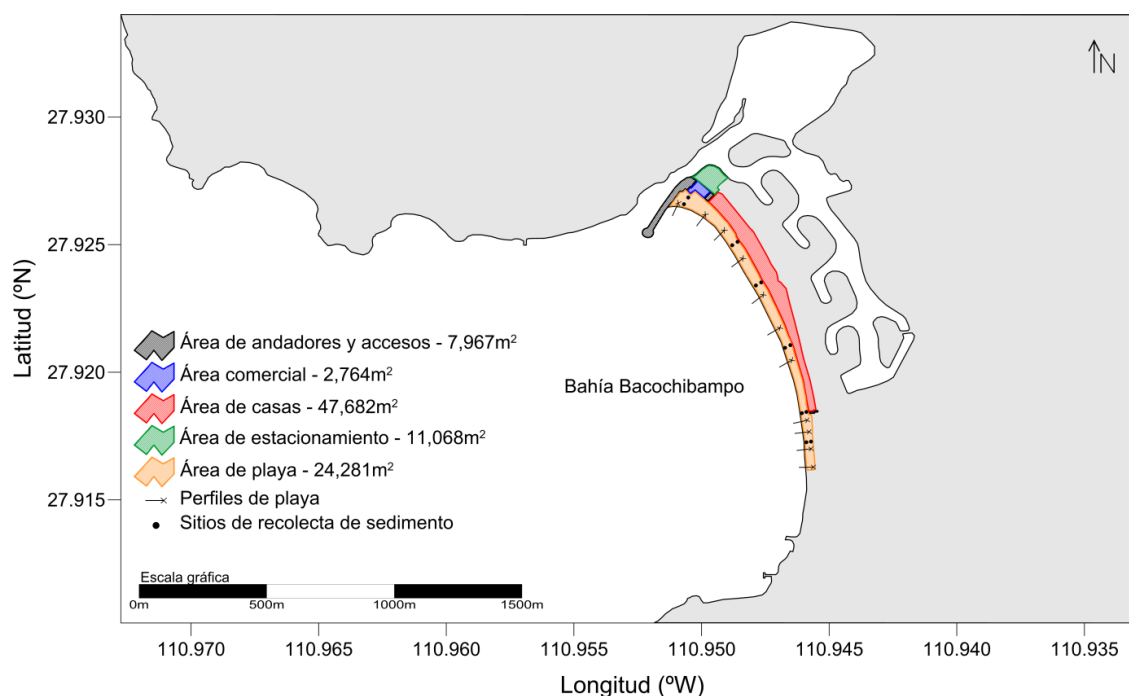 N
27.930
27.925
27.920
27.915
Latitud (ºN)
Área de andadores y accesos - 7,967m²
Área comercial - 2,764m²
Área de casas - 47,682m²
Área de estacionamiento - 11,068m²
Área de playa - 24,281m²
Perfiles de playa
Sitios de recolecta de sedimento
Bahía Bacochibampo
Escala gráfica
0m 500m 1000m 1500m
110.970 110.965 110.960 110.955 110.950 110.945 110.940 110.935
Longitud (ºW)